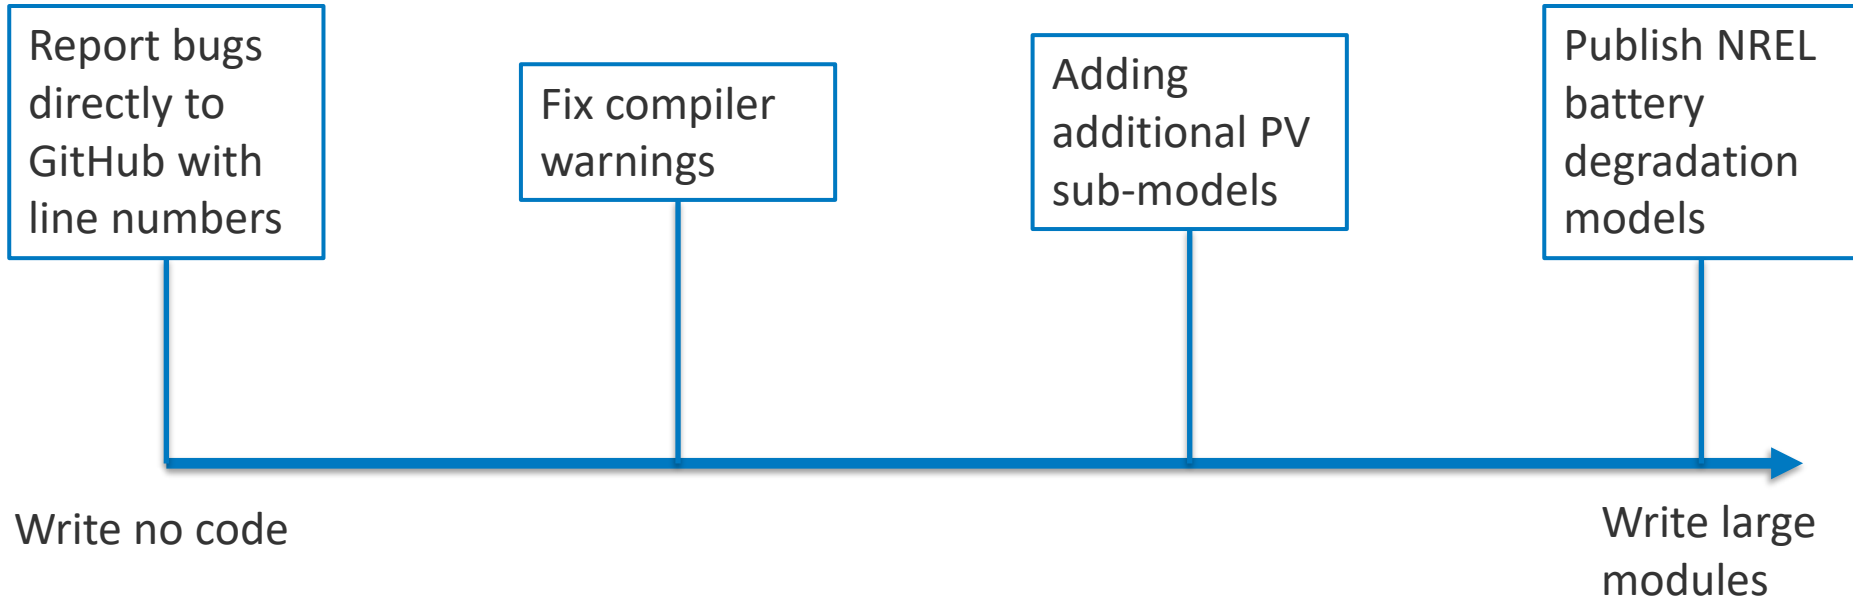 Report bugs
directly to
GitHub with
line numbers
Fix compiler
warnings
Adding
additional PV
sub-models
Publish NREL
battery
degradation
models
Write no code
Write large
modules